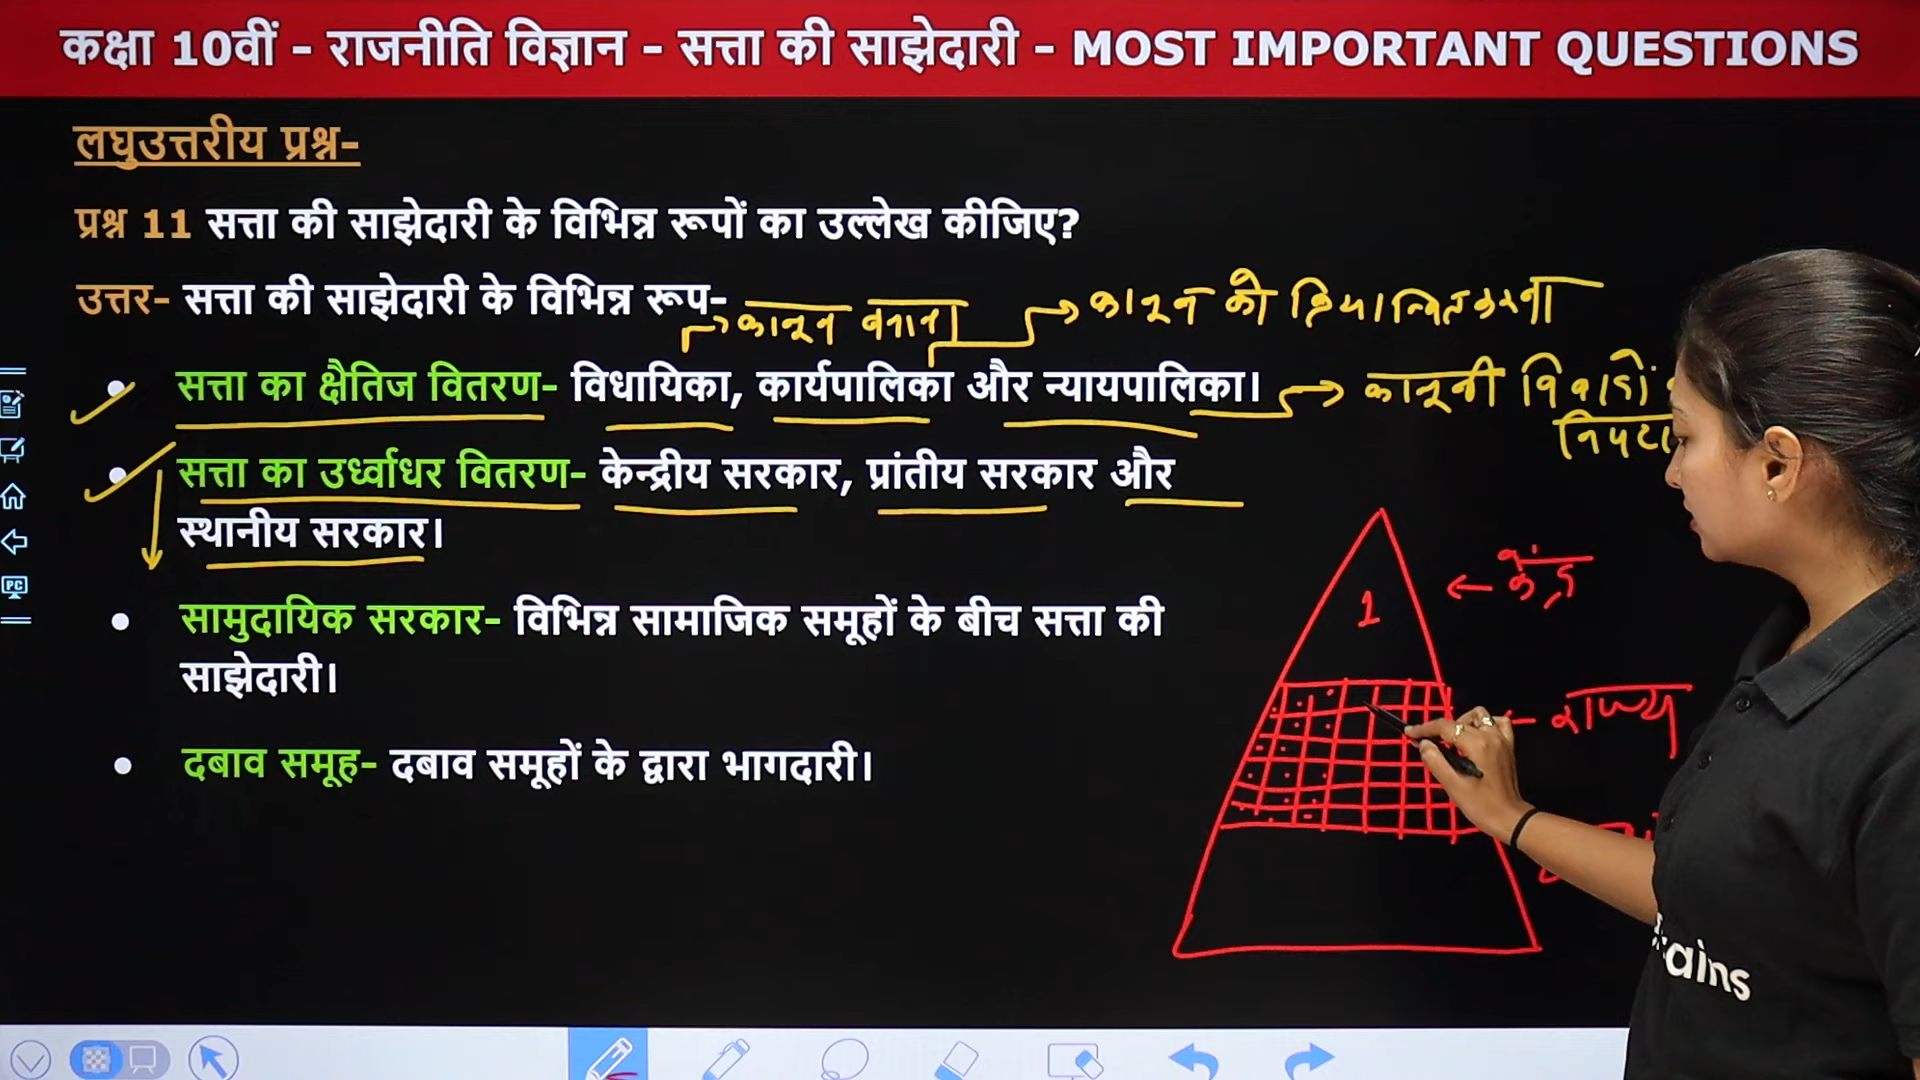 कक्षा 10वीं - राजनीति विज्ञान - सत्ता की साझेदारी - MOST IMPORTANT QUESTIONS
लघुउत्तरीय प्रश्न-
प्रश्न 11 सत्ता की साझेदारी के विभिन्न रूपों का उल्लेख कीजिए?
उत्तर- सत्ता की साझेदारी के विभिन्न रूप-
कानून बनाना
कानून को क्रियान्वित करना
सत्ता का क्षैतिज वितरण- विधायिका, कार्यपालिका और न्यायपालिका।
कानूनी विवादों
सत्ता का उर्ध्वाधर वितरण- केन्द्रीय सरकार, प्रांतीय सरकार और
स्थानीय सरकार।
सामुदायिक सरकार- विभिन्न सामाजिक समूहों के बीच सत्ता की
साझेदारी।
दबाव समूह- दबाव समूहों के द्वारा भागदारी।
1
केंद्र
राज्य
PC